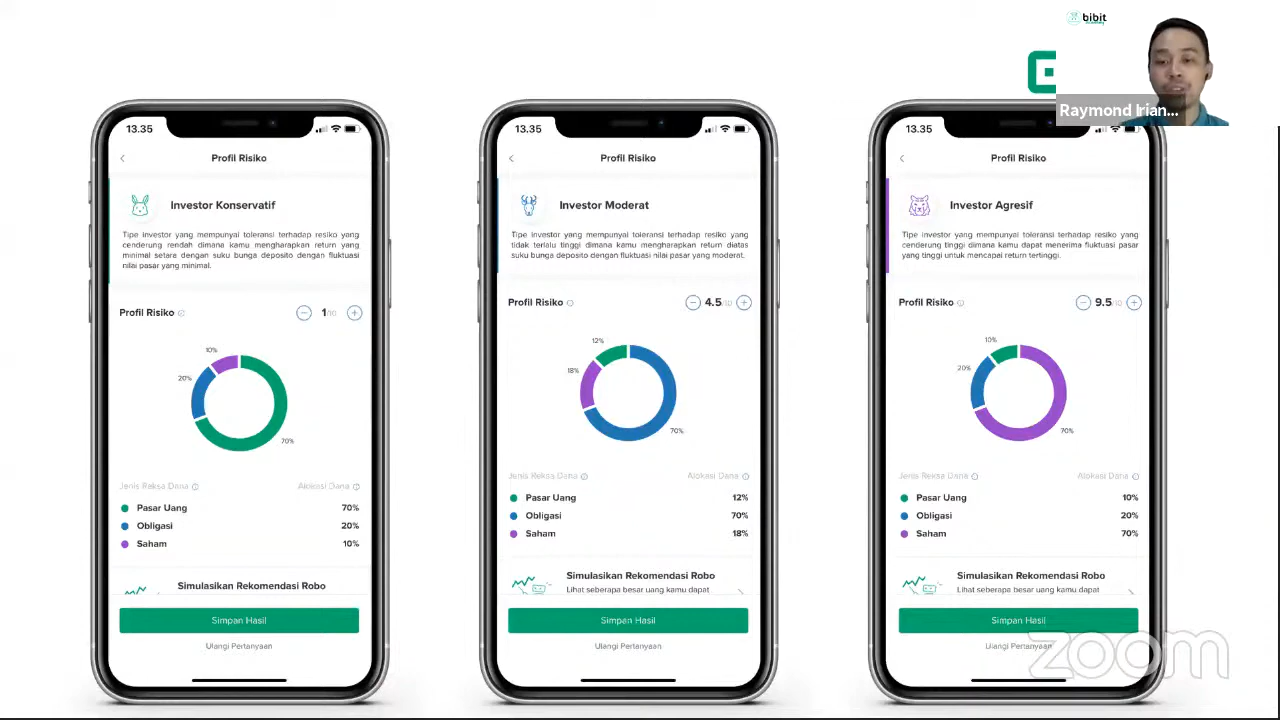 bibit
Raymond Irian...
13.35
Profil Risiko
Investor Konservatif
Tipe investor yang mempunyai toleransi terhadap resiko yang
cenderung rendah dimana kamu mengharapkan return yang
minimal setara dengan suku bunga deposito dengan fluktuasi
nilai pasar yang minimal.
Profil Risiko
1/10
10%
20%
70%
Jenis Reksa Dana
Alokasi Dana
Pasar Uang 70%
Obligasi 20%
Saham 10%
Simulasikan Rekomendasi Robo
Simpan Hasil
Ulangi Pertanyaan
13.35
Profil Risiko
Investor Moderat
Tipe investor yang mempunyai toleransi terhadap resiko yang
tidak terlalu tinggi dimana kamu mengharapkan return diatas
suku bunga deposito dengan fluktuasi nilai pasar yang moderat.
Profil Risiko
4.5/10
12%
18%
70%
Jenis Reksa Dana
Alokasi Dana
Pasar Uang 12%
Obligasi 70%
Saham 18%
Simulasikan Rekomendasi Robo
Lihat seberapa besar uang kamu dapat
Simpan Hasil
Ulangi Pertanyaan
13.35
Profil Risiko
Investor Agresif
Tipe investor yang mempunyai toleransi terhadap resiko yang
cenderung tinggi dimana kamu dapat menerima fluktuasi pasar
yang tinggi untuk mencapai return tertinggi.
Profil Risiko
9.5/10
10%
20%
70%
Jenis Reksa Dana
Alokasi Dana
Pasar Uang 10%
Obligasi 20%
Saham 70%
Simulasikan Rekomendasi Robo
Lihat seberapa besar uang kamu dapat
Simpan Hasil
Ulangi Pertanyaan
zoom